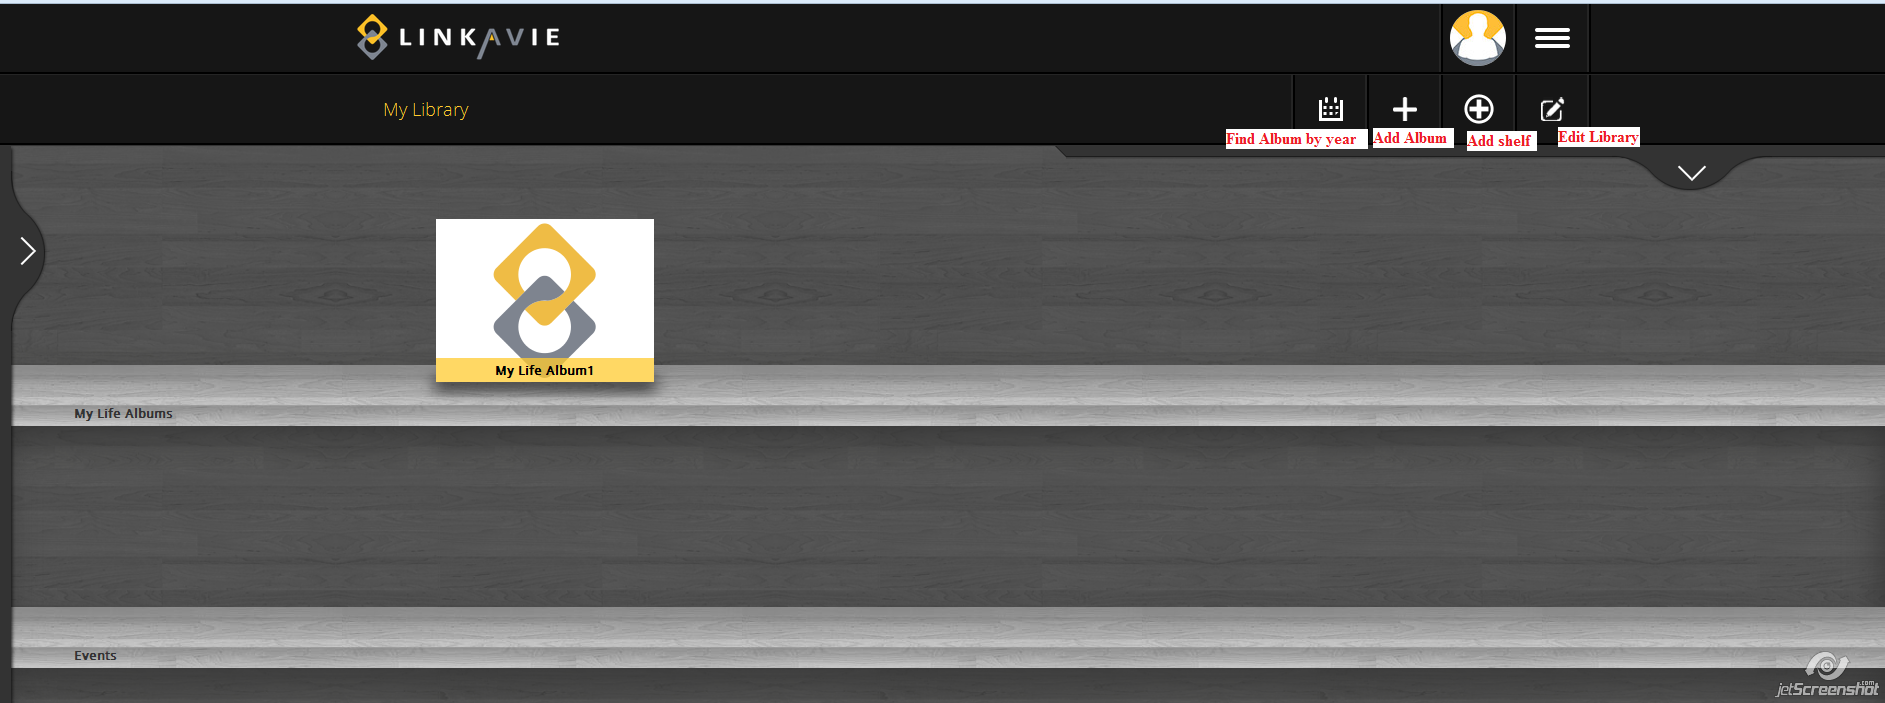 LINKAVIE
My Library
Find Album by year
Add Album
Add shelf
Edit Library
My Life Album1
My Life Albums
Events
jetScreenshot.com